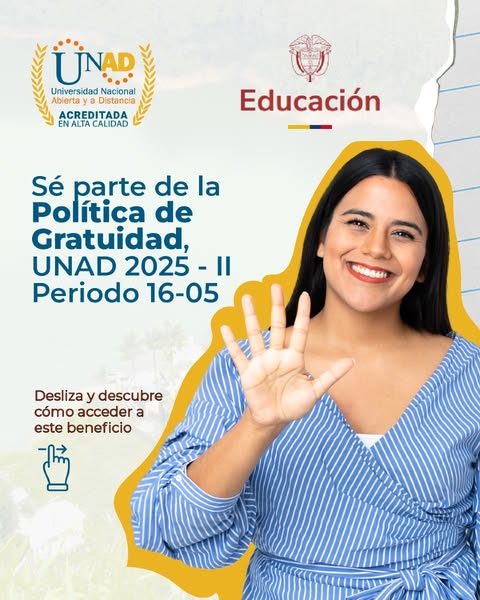 UNAD
Universidad Nacional
Abierta y a Distancia
ACREDITADA
EN ALTA CALIDAD
Educación
Sé parte de la
Política de
Gratuidad,
UNAD 2025 - II
Periodo 16-05
Desliza y descubre
cómo acceder a
este beneficio